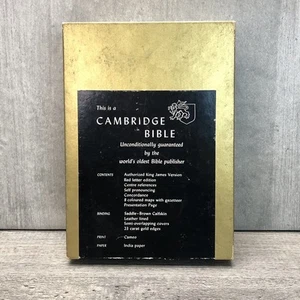 This is a
CAMBRIDGE
BIBLE
Unconditionally guaranteed
by the
world's oldest Bible publisher
CONTENTS Authorized King James Version
Red letter edition
Centre references
Self pronouncing
Concordance
8 coloured maps with gazetteer
Presentation Page
BINDING Saddle-Brown Calfskin
Leather lined
Semi-overlapping covers
23 carat gold edges
PRINT Cameo
PAPER India paper